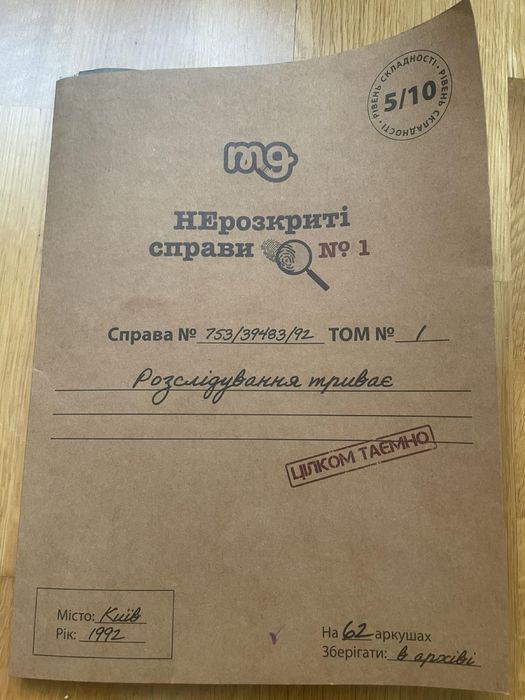 РІВЕНЬ СКЛАДНОСТІ • РІВЕНЬ СКЛАДНОСТІ •
5/10
mg
НЕрозкриті
справи № 1
Справа № 753/39483/92 ТОМ № 1
Розслідування триває
ЦІЛКОМ ТАЄМНО
Місто: Київ
Рік: 1992
На 62 аркушах
Зберігати: в архіві